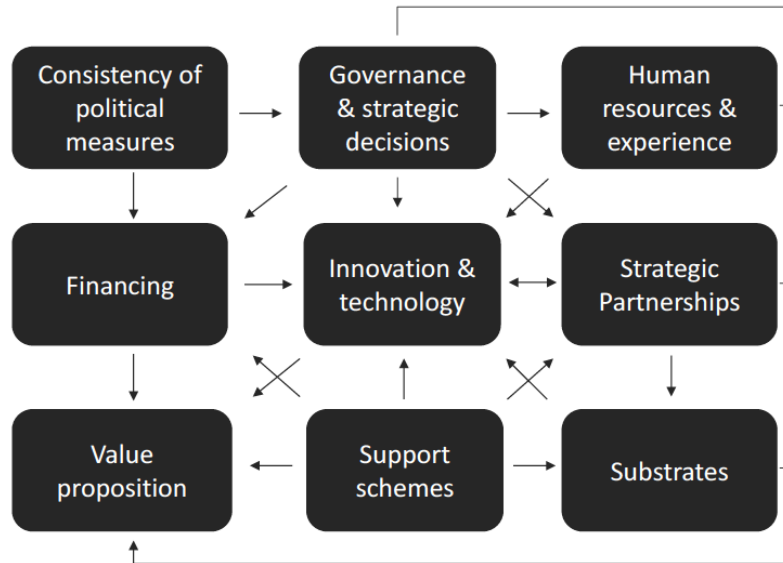 Consistency of
political
measures
Governance
& strategic
decisions
Human
resources &
experience
Financing
Innovation &
technology
Strategic
Partnerships
Value
proposition
Support
schemes
Substrates